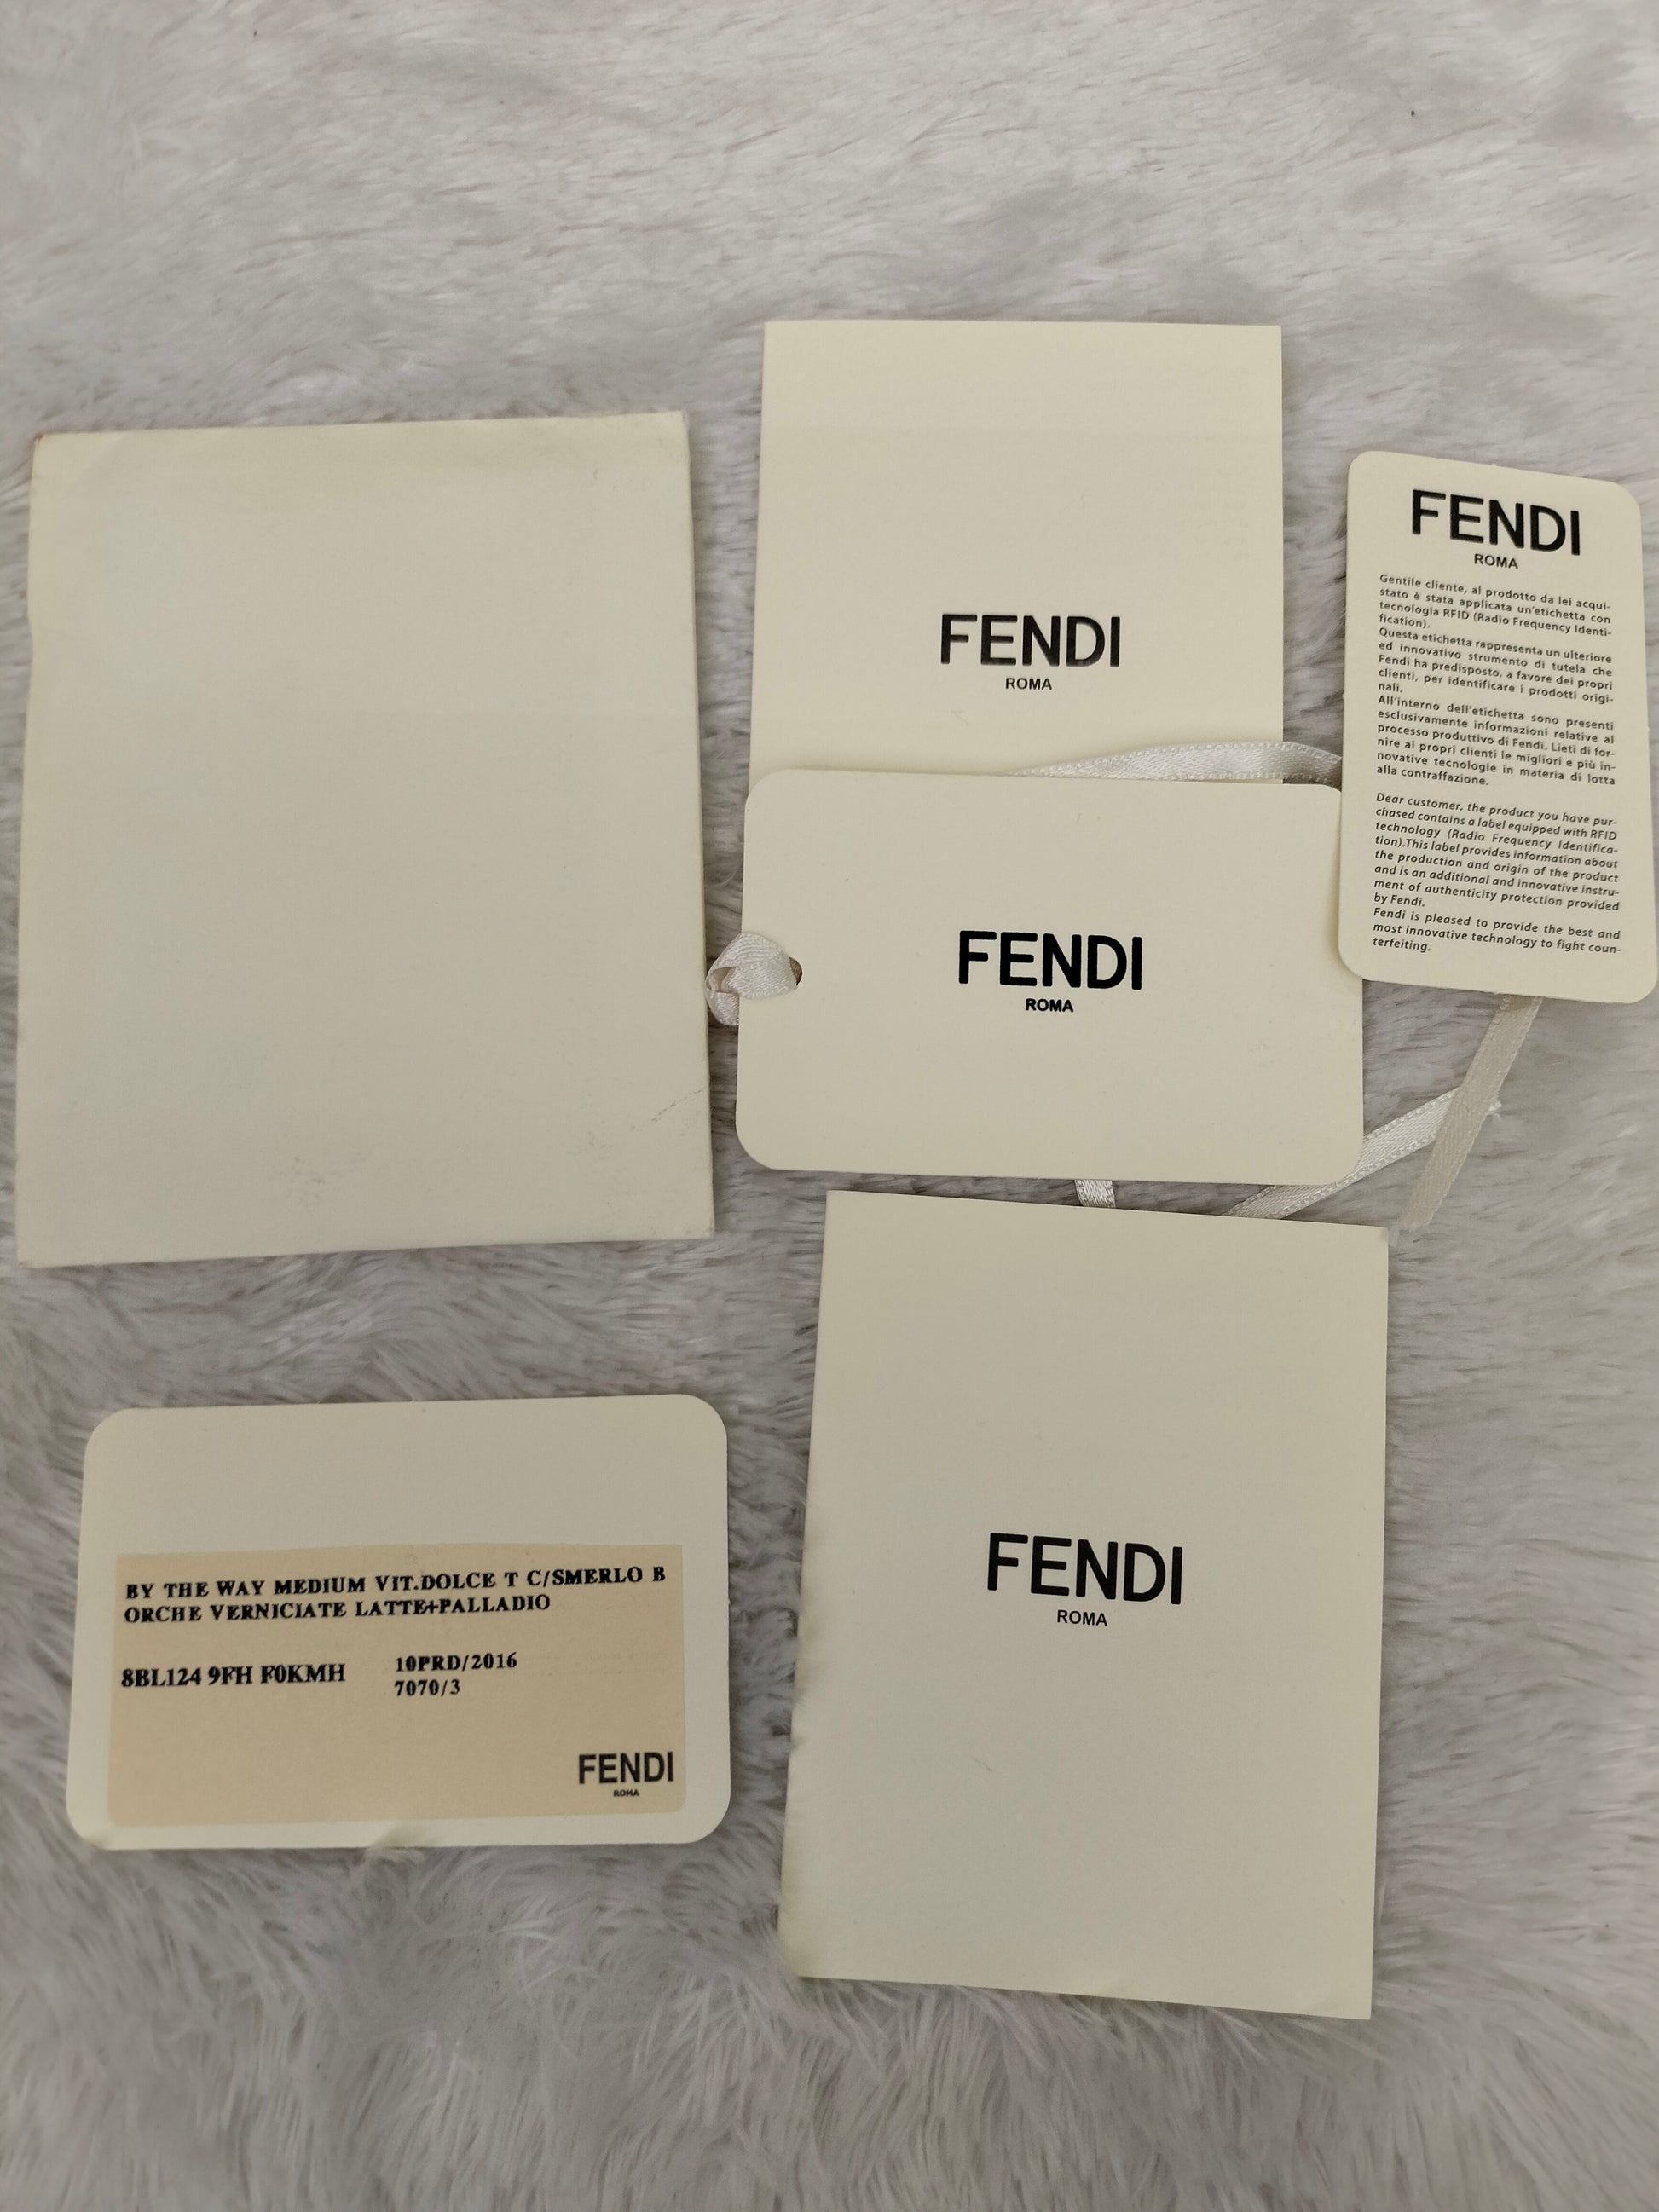 FENDI
ROMA
FENDI
ROMA
Gentile cliente, al prodotto da lei acqui-
stato è stata applicata un'etichetta con
tecnologia RFID (Radio Frequency Identi-
fication).
Questa etichetta rappresenta un ulteriore
ed innovativo strumento di tutela che
Fendi ha predisposto, a favore dei propri
clienti, per identificare i prodotti origi-
nali.
All'interno dell'etichetta sono presenti
esclusivamente informazioni relative al
processo produttivo di Fendi. Lieti di for-
nire ai propri clienti le migliori e più in-
novative tecnologie in materia di lotta
alla contraffazione.
Dear customer, the product you have pur-
chased contains a label equipped with RFID
technology (Radio Frequency Identifica-
tion).This label provides information about
the production and origin of the product
and is an additional and innovative instru-
ment of authenticity protection provided
by Fendi.
Fendi is pleased to provide the best and
most innovative technology to fight coun-
terfeiting.
FENDI
ROMA
FENDI
ROMA
BY THE WAY MEDIUM VIT.DOLCE T C/SMERLO B
ORCHE VERNICIATE LATTE+PALLADIO
8BL124 9FH F0KMH
10PRD/2016
7070/3
FENDI
ROMA